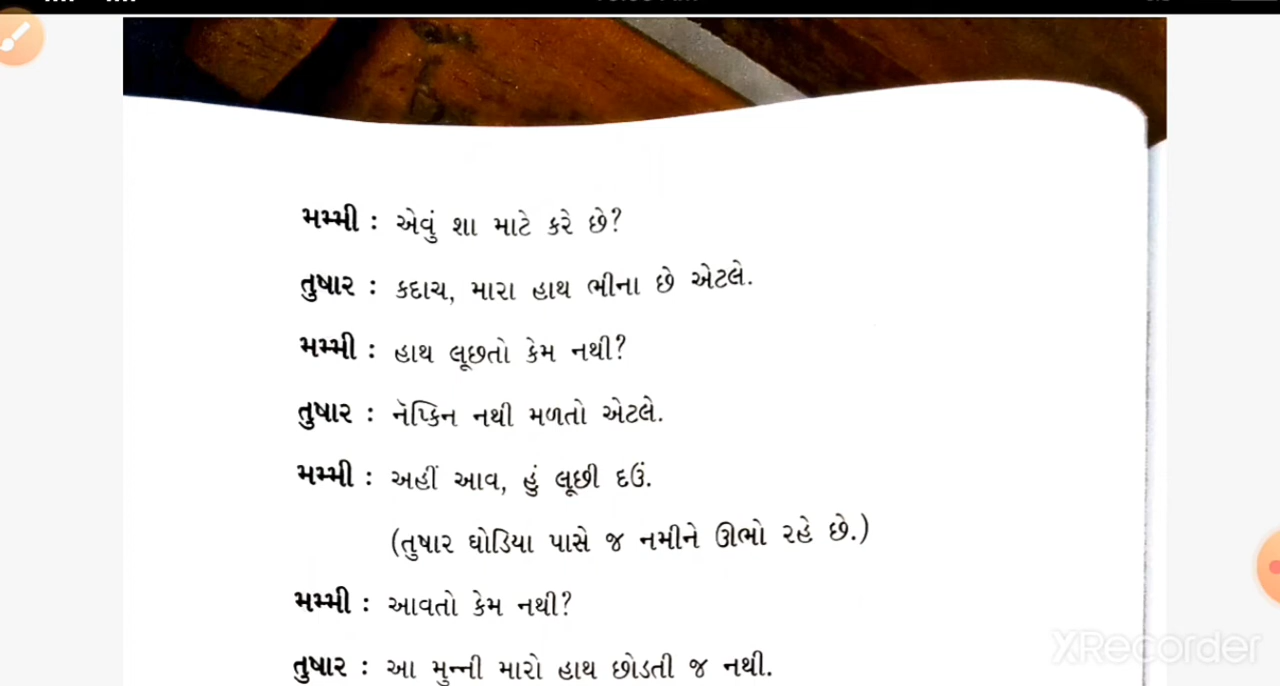 મમ્મી : એવું શા માટે કરે છે?
તુષાર : કદાચ, મારા હાથ ભીના છે એટલે.
મમ્મી : હાથ લૂછતો કેમ નથી?
તુષાર : નૅપ્કિન નથી મળતો એટલે.
મમ્મી : અહીં આવ, હું લૂછી દઉં.
(તુષાર ઘોડિયા પાસે જ નમીને ઊભો રહે છે.)
મમ્મી : આવતો કેમ નથી?
તુષાર : આ મુન્ની મારો હાથ છોડતી જ નથી.
XRecorder